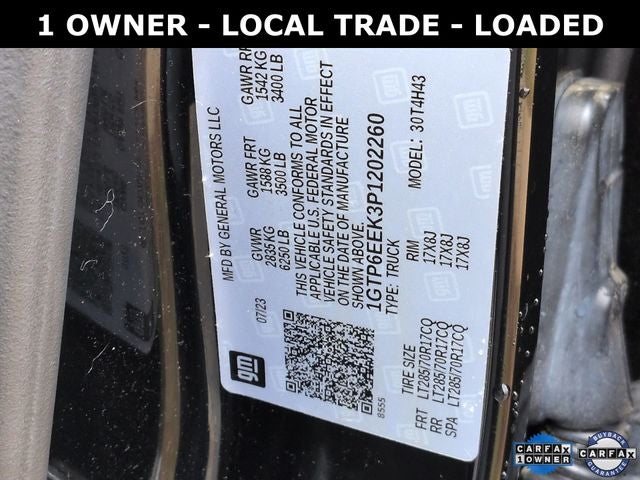 1 OWNER - LOCAL TRADE - LOADED
MFD BY GENERAL MOTORS LLC
07/23
GVWR GAWR FRT GAWR RR
2835 KG 1588 KG 1542 KG
6250 LB 3500 LB 3400 LB
THIS VEHICLE CONFORMS TO ALL
APPLICABLE U.S. FEDERAL MOTOR
VEHICLE SAFETY STANDARDS IN EFFECT
ON THE DATE OF MANUFACTURE
SHOWN ABOVE.
1GTP6EEK3P1202260
TYPE: TRUCK MODEL: 30T4H43
gm
8555
TIRE SIZE RIM
FRT LT285/70R17CQ 17X8J
RR LT285/70R17CQ 17X8J
SPA LT285/70R17CQ 17X8J
CARFAX
1 OWNER
BUYBACK
CARFAX
GUARANTEE